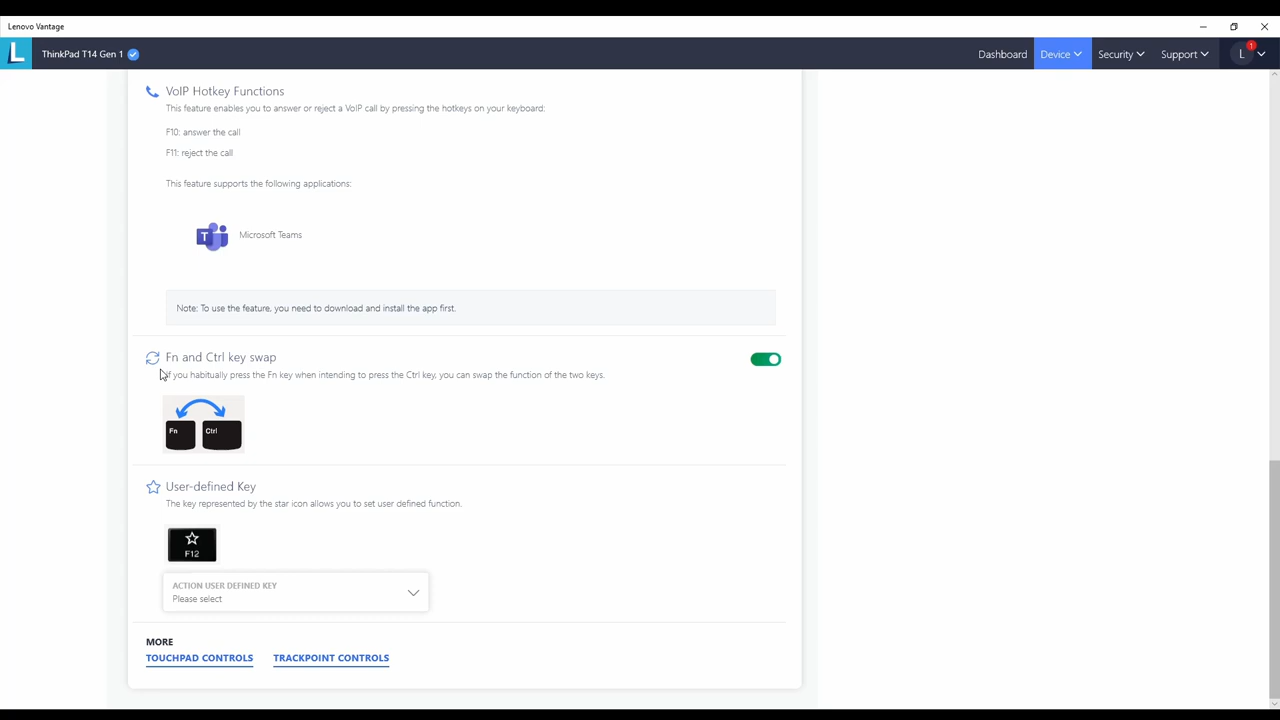 Lenovo Vantage
L ThinkPad T14 Gen 1 Dashboard Device Security Support L 1
VoIP Hotkey Functions
This feature enables you to answer or reject a VoIP call by pressing the hotkeys on your keyboard:
F10: answer the call
F11: reject the call
This feature supports the following applications:
T Microsoft Teams
Note: To use the feature, you need to download and install the app first.
Fn and Ctrl key swap
If you habitually press the Fn key when intending to press the Ctrl key, you can swap the function of the two keys.
Fn Ctrl
User-defined Key
The key represented by the star icon allows you to set user defined function.
F12
ACTION USER DEFINED KEY
Please select
MORE
TOUCHPAD CONTROLS TRACKPOINT CONTROLS